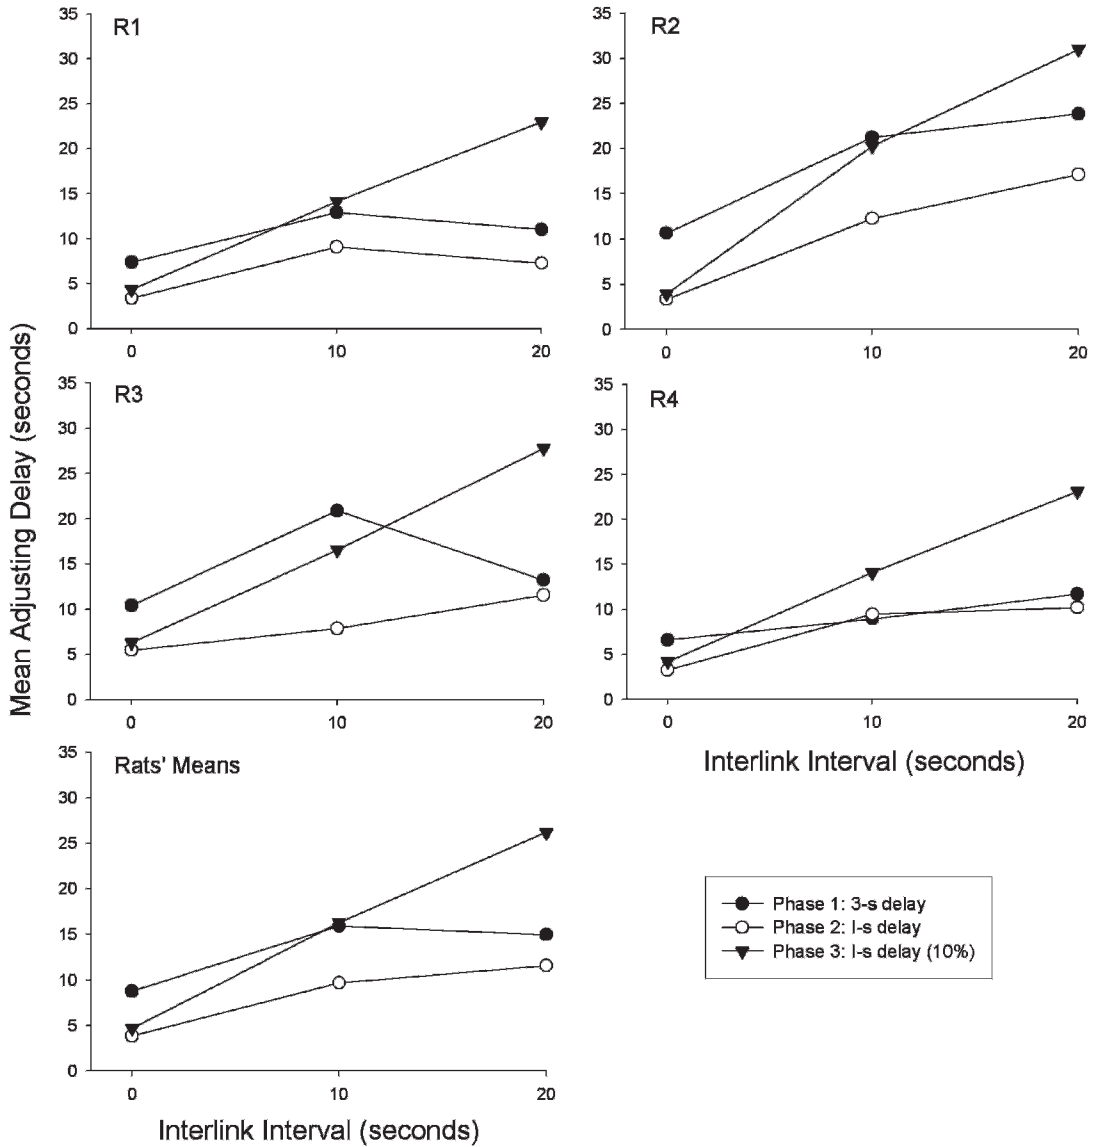 Mean Adjusting Delay (seconds)
R1
35
30
25
20
15
10
5
0
0 10 20
R2
35
30
25
20
15
10
5
0
0 10 20
R3
35
30
25
20
15
10
5
0
0 10 20
R4
35
30
25
20
15
10
5
0
0 10 20
Interlink Interval (seconds)
Rats' Means
35
30
25
20
15
10
5
0
0 10 20
Interlink Interval (seconds)
Phase 1: 3-s delay
Phase 2: I-s delay
Phase 3: I-s delay (10%)